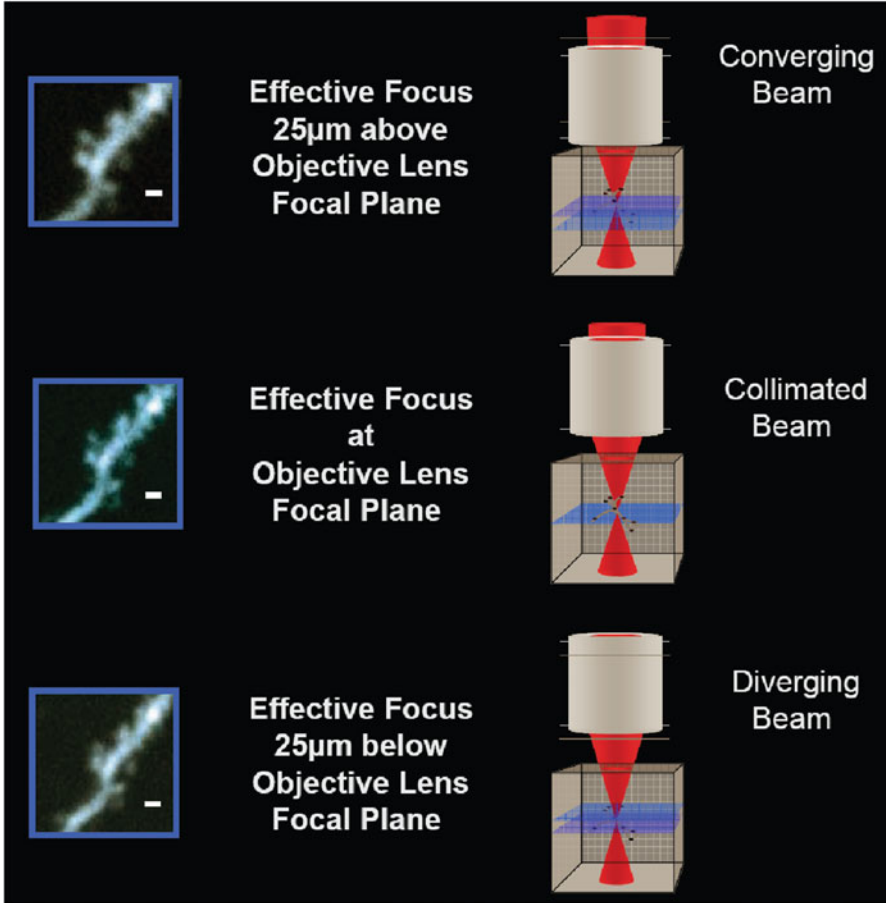 Effective Focus
25µm above
Objective Lens
Focal Plane
Converging
Beam
Effective Focus
at
Objective Lens
Focal Plane
Collimated
Beam
Effective Focus
25µm below
Objective Lens
Focal Plane
Diverging
Beam